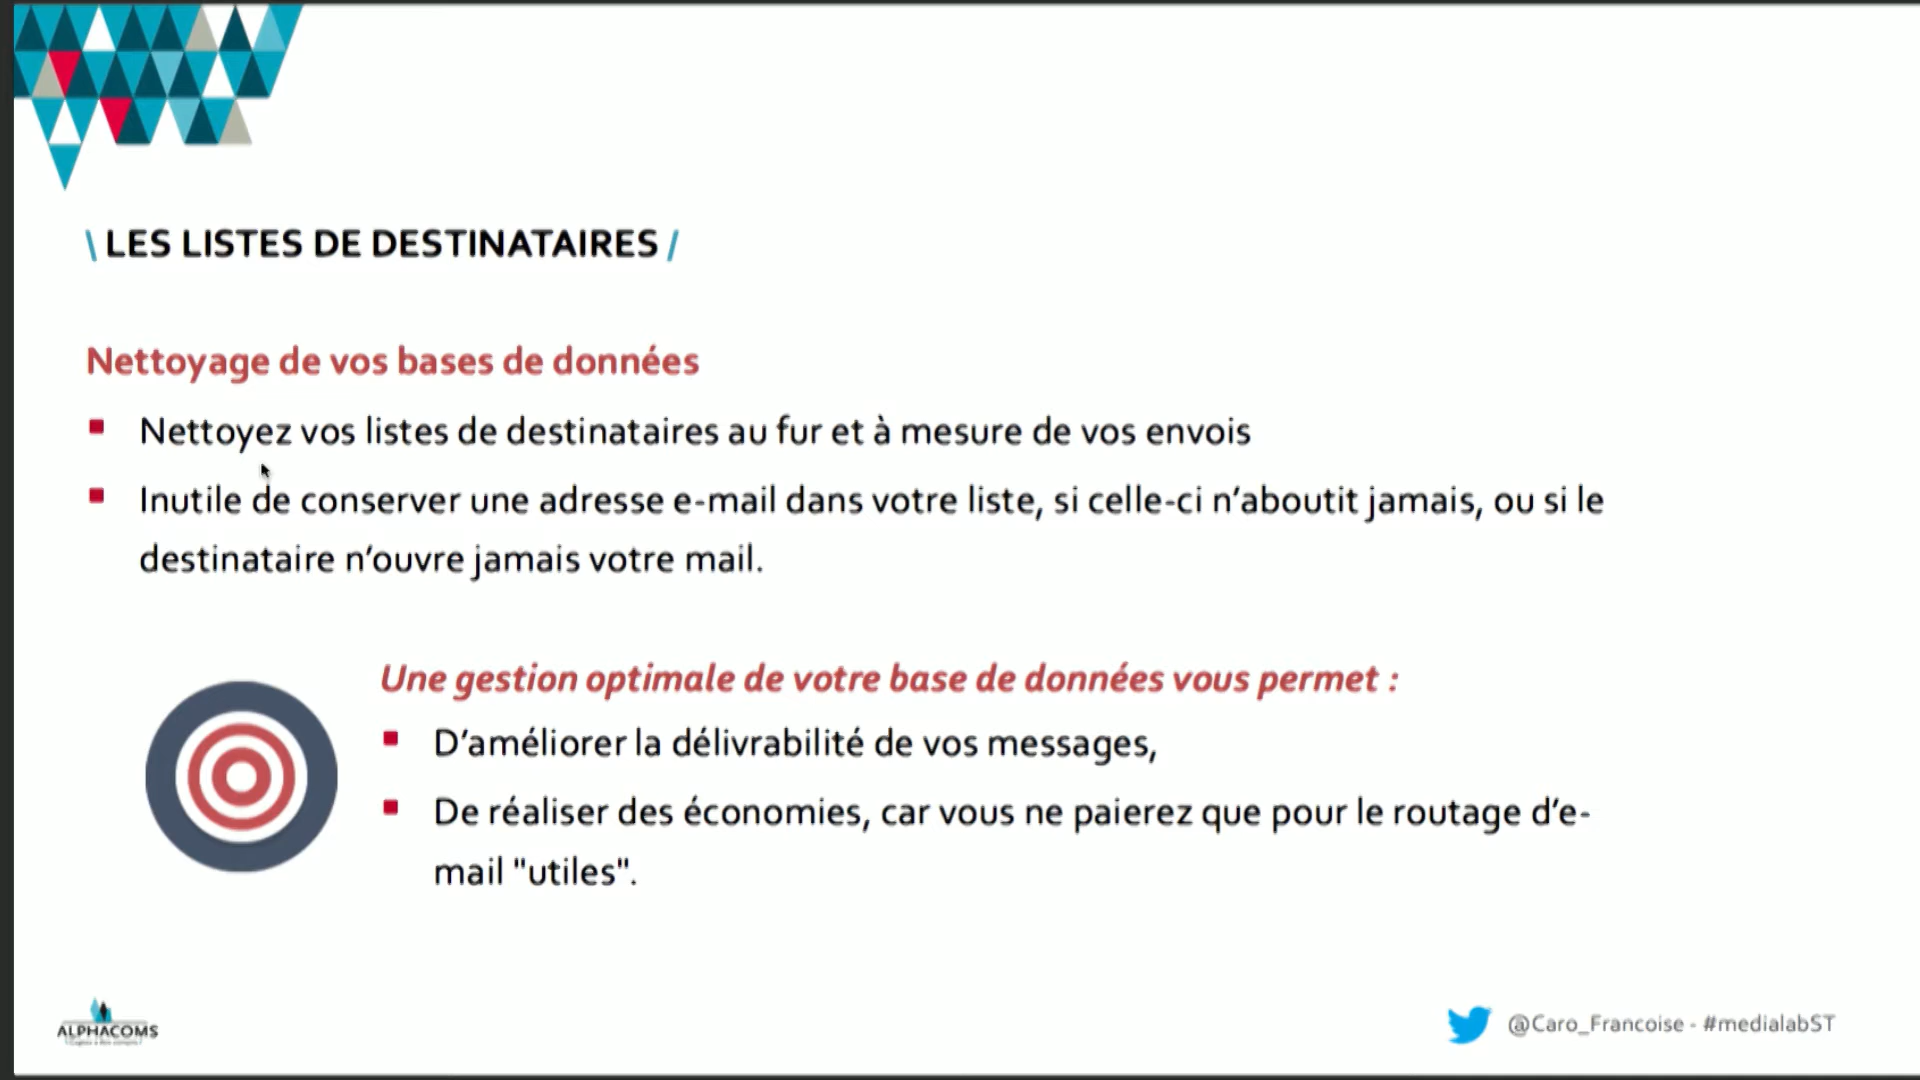 \ LES LISTES DE DESTINATAIRES /
Nettoyage de vos bases de données
Nettoyez vos listes de destinataires au fur et à mesure de vos envois
Inutile de conserver une adresse e-mail dans votre liste, si celle-ci n’aboutit jamais, ou si le
destinataire n’ouvre jamais votre mail.
Une gestion optimale de votre base de données vous permet :
D’améliorer la délivrabilité de vos messages,
De réaliser des économies, car vous ne paierez que pour le routage d’e-
mail "utiles".
ALPHACOMS
@Caro_Francoise - #medialabST